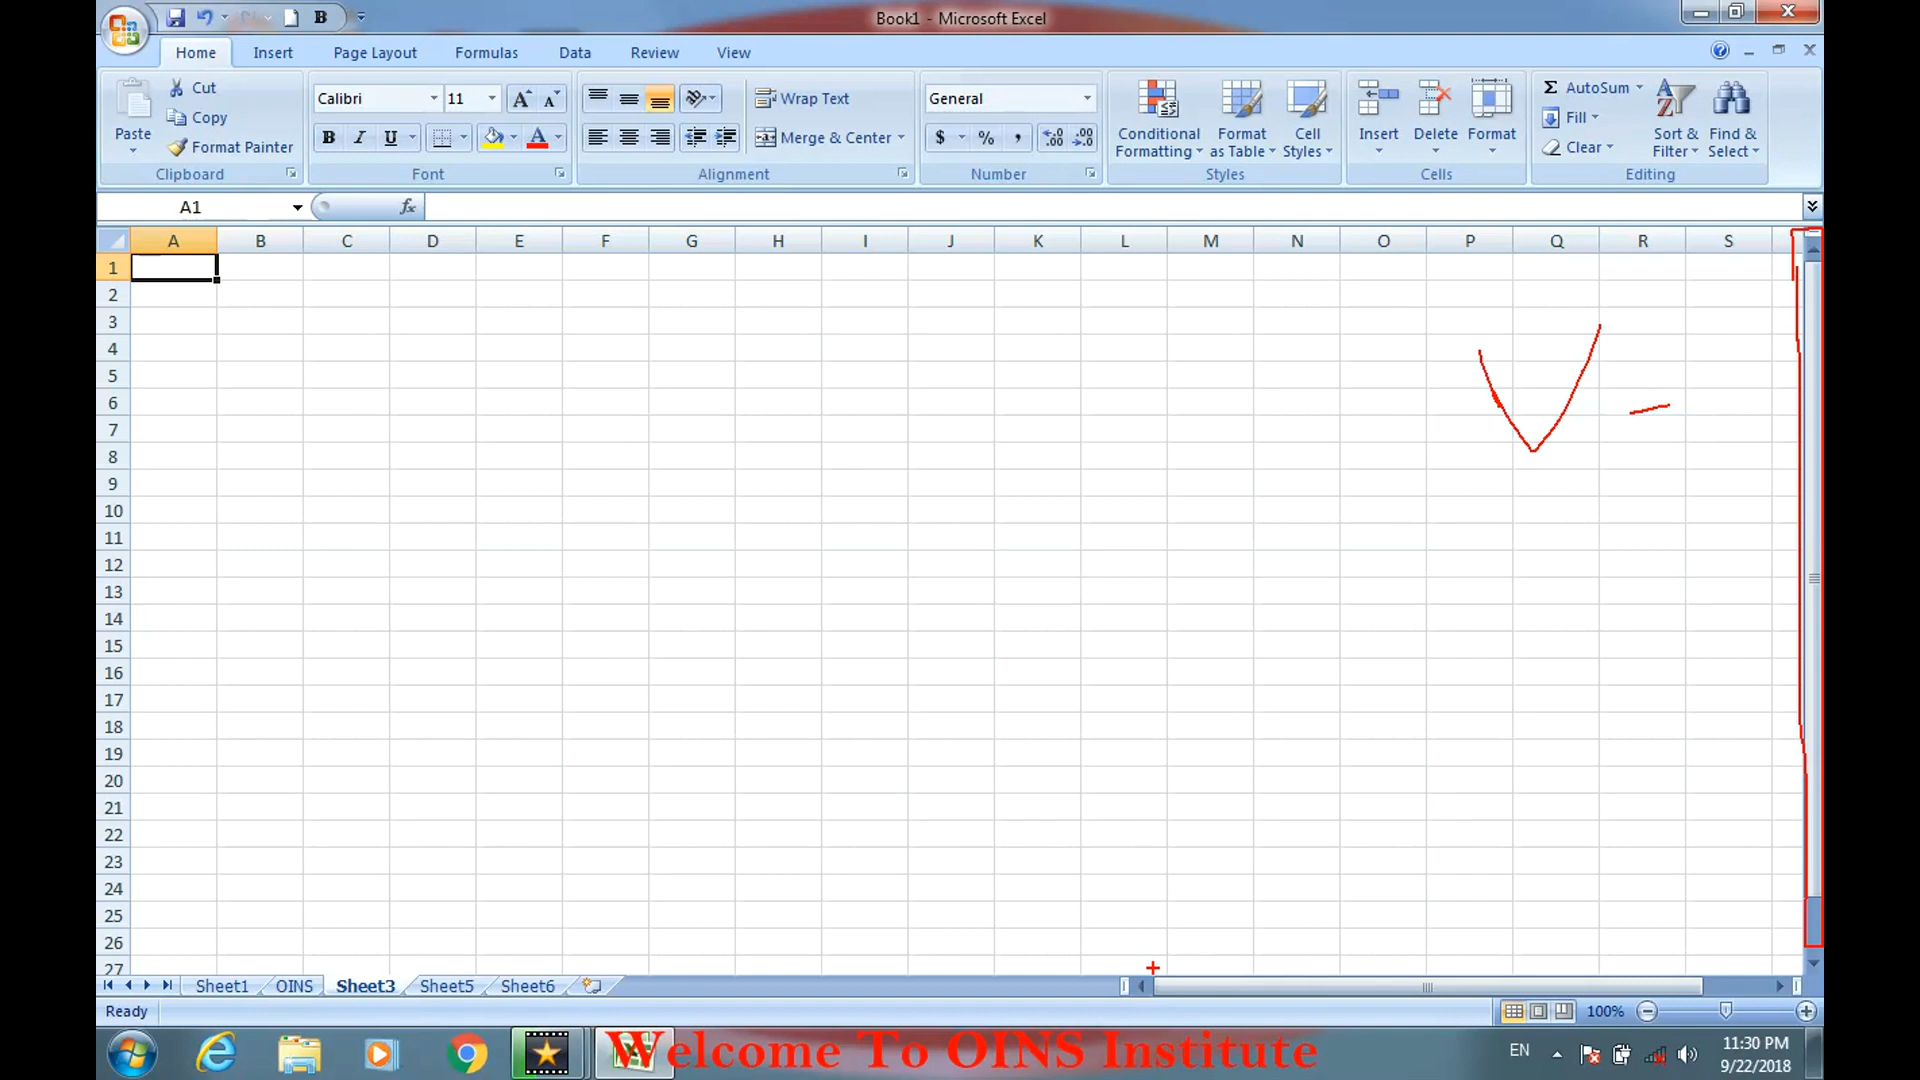 B
Book1 - Microsoft Excel
Home Insert Page Layout Formulas Data Review View
Paste
Cut
Copy
Format Painter
Clipboard
Calibri 11 A A
B I U A
Font
Wrap Text
Merge & Center
Alignment
General
$ % , .0 .00 .00 .0
Number
Conditional Formatting
Format as Table
Cell Styles
Styles
Insert Delete Format
Cells
Σ AutoSum
Fill
Clear
Sort & Filter
Find & Select
Editing
A1 fx
A B C D E F G H I J K L M N O P Q R S
1
2
3
4
5
6
7
8
9
10
11
12
13
14
15
16
17
18
19
20
21
22
23
24
25
26
27
V -
Sheet1 OINS Sheet3 Sheet5 Sheet6
Ready 100%
Welcome To OINS Institute
EN 11:30 PM
9/22/2018